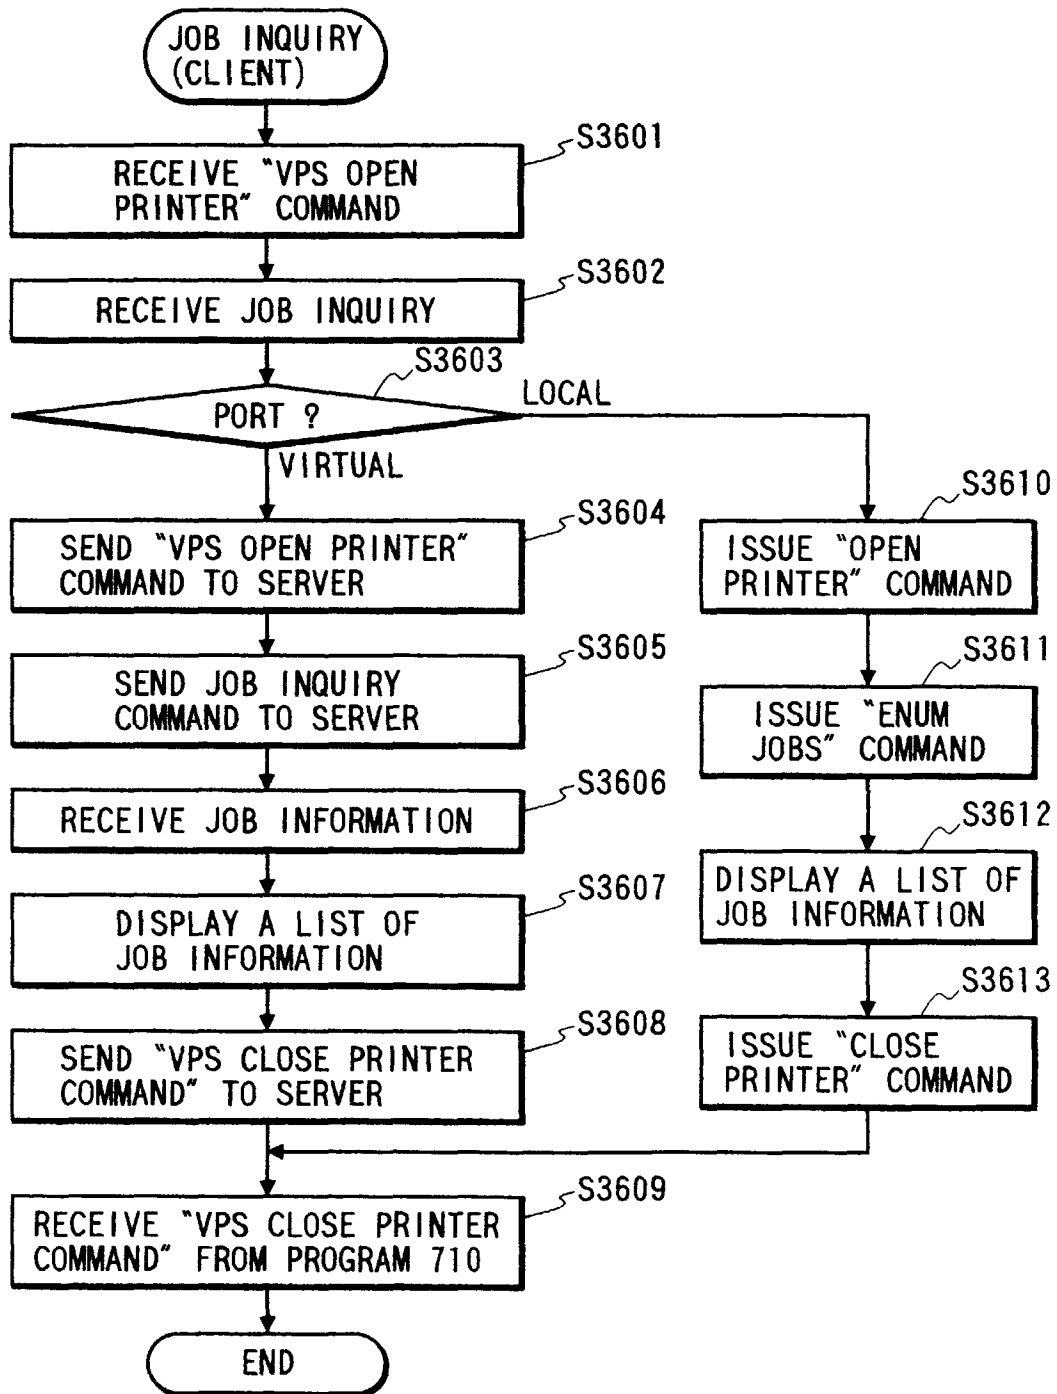 JOB INQUIRY
(CLIENT)
S3601
RECEIVE "VPS OPEN
PRINTER" COMMAND
S3602
RECEIVE JOB INQUIRY
S3603
PORT ?
LOCAL
VIRTUAL
S3604
SEND "VPS OPEN PRINTER"
COMMAND TO SERVER
S3605
SEND JOB INQUIRY
COMMAND TO SERVER
S3606
RECEIVE JOB INFORMATION
S3607
DISPLAY A LIST OF
JOB INFORMATION
S3608
SEND "VPS CLOSE PRINTER
COMMAND" TO SERVER
S3610
ISSUE "OPEN
PRINTER" COMMAND
S3611
ISSUE "ENUM
JOBS" COMMAND
S3612
DISPLAY A LIST OF
JOB INFORMATION
S3613
ISSUE "CLOSE
PRINTER" COMMAND
S3609
RECEIVE "VPS CLOSE PRINTER
COMMAND" FROM PROGRAM 710
END